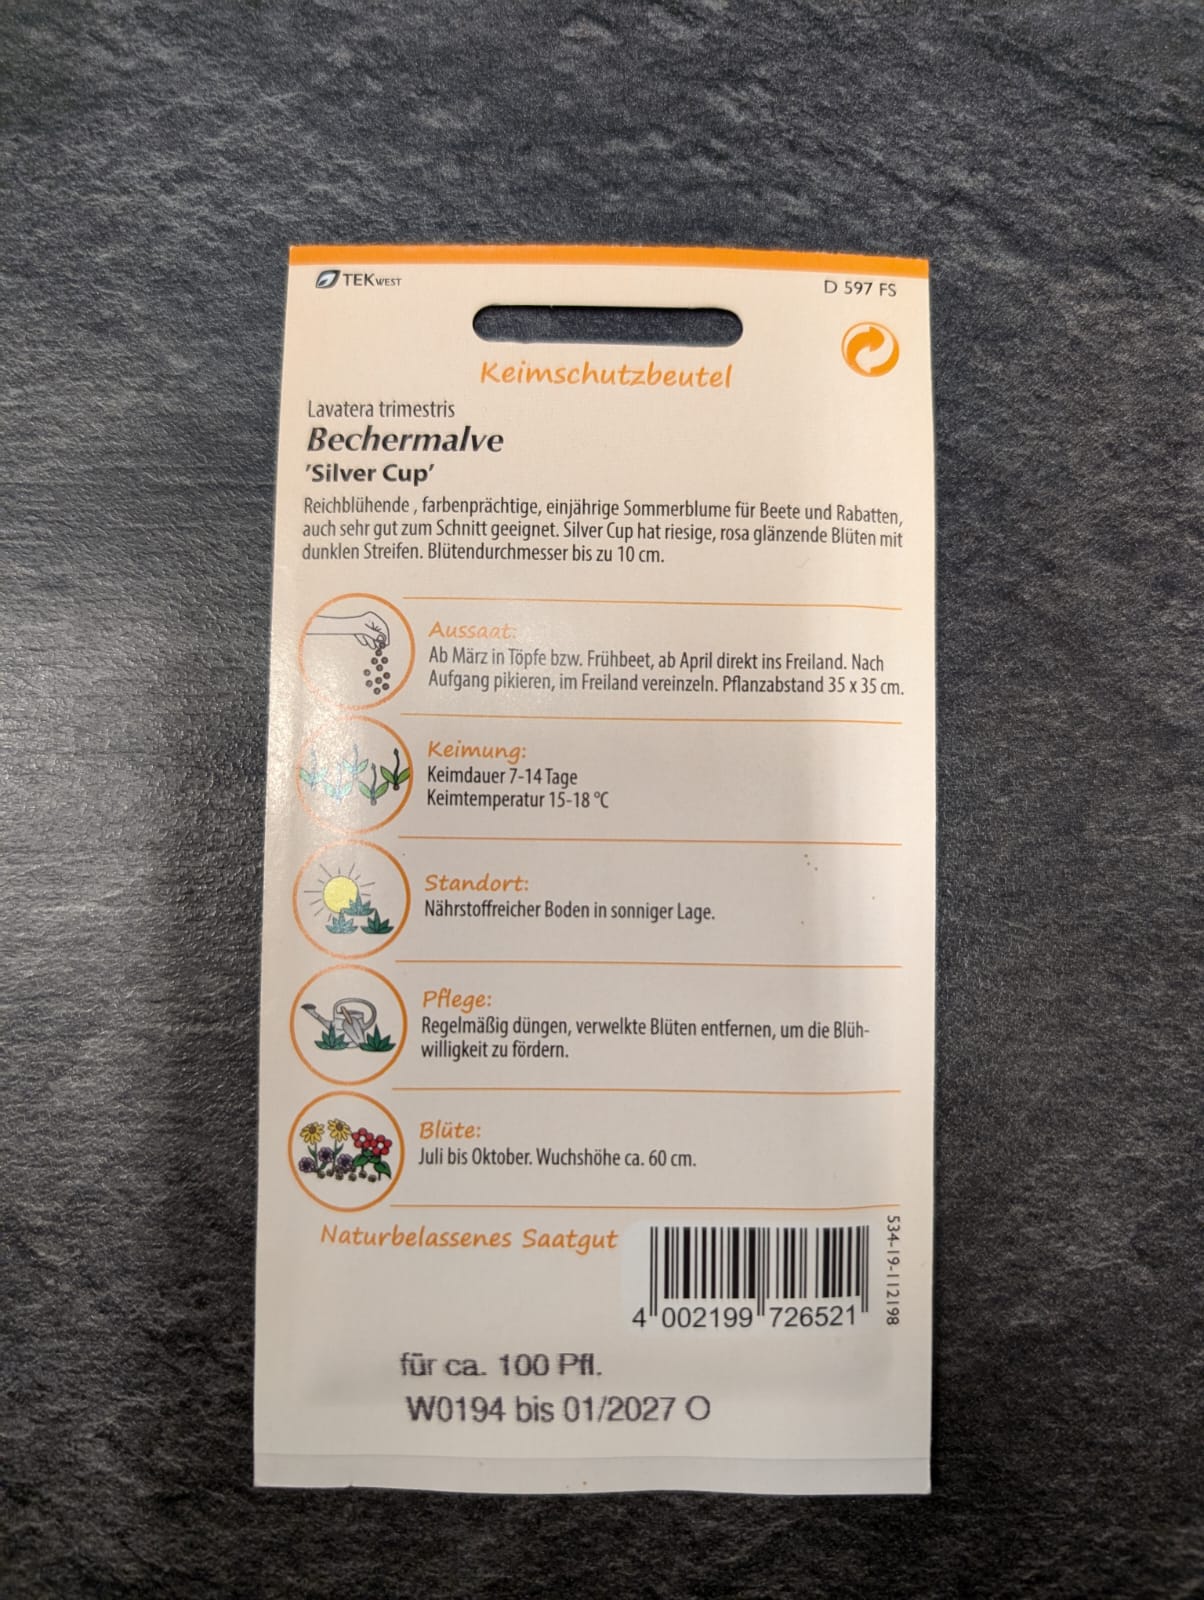 TEKWEST
D 597 FS
Keimschutzbeutel
Lavatera trimestris
Bechermalve
'Silver Cup'
Reichblühende , farbenprächtige, einjährige Sommerblume für Beete und Rabatten,
auch sehr gut zum Schnitt geeignet. Silver Cup hat riesige, rosa glänzende Blüten mit
dunklen Streifen. Blütendurchmesser bis zu 10 cm.
Aussaat:
Ab März in Töpfe bzw. Frühbeet, ab April direkt ins Freiland. Nach
Aufgang pikieren, im Freiland vereinzeln. Pflanzabstand 35 x 35 cm.
Keimung:
Keimdauer 7-14 Tage
Keimtemperatur 15-18 °C
Standort:
Nährstoffreicher Boden in sonniger Lage.
Pflege:
Regelmäßig düngen, verwelkte Blüten entfernen, um die Blüh-
willigkeit zu fördern.
Blüte:
Juli bis Oktober. Wuchshöhe ca. 60 cm.
Naturbelassenes Saatgut
534-19-112198
4 002199 726521
für ca. 100 Pfl.
W0194 bis 01/2027 O